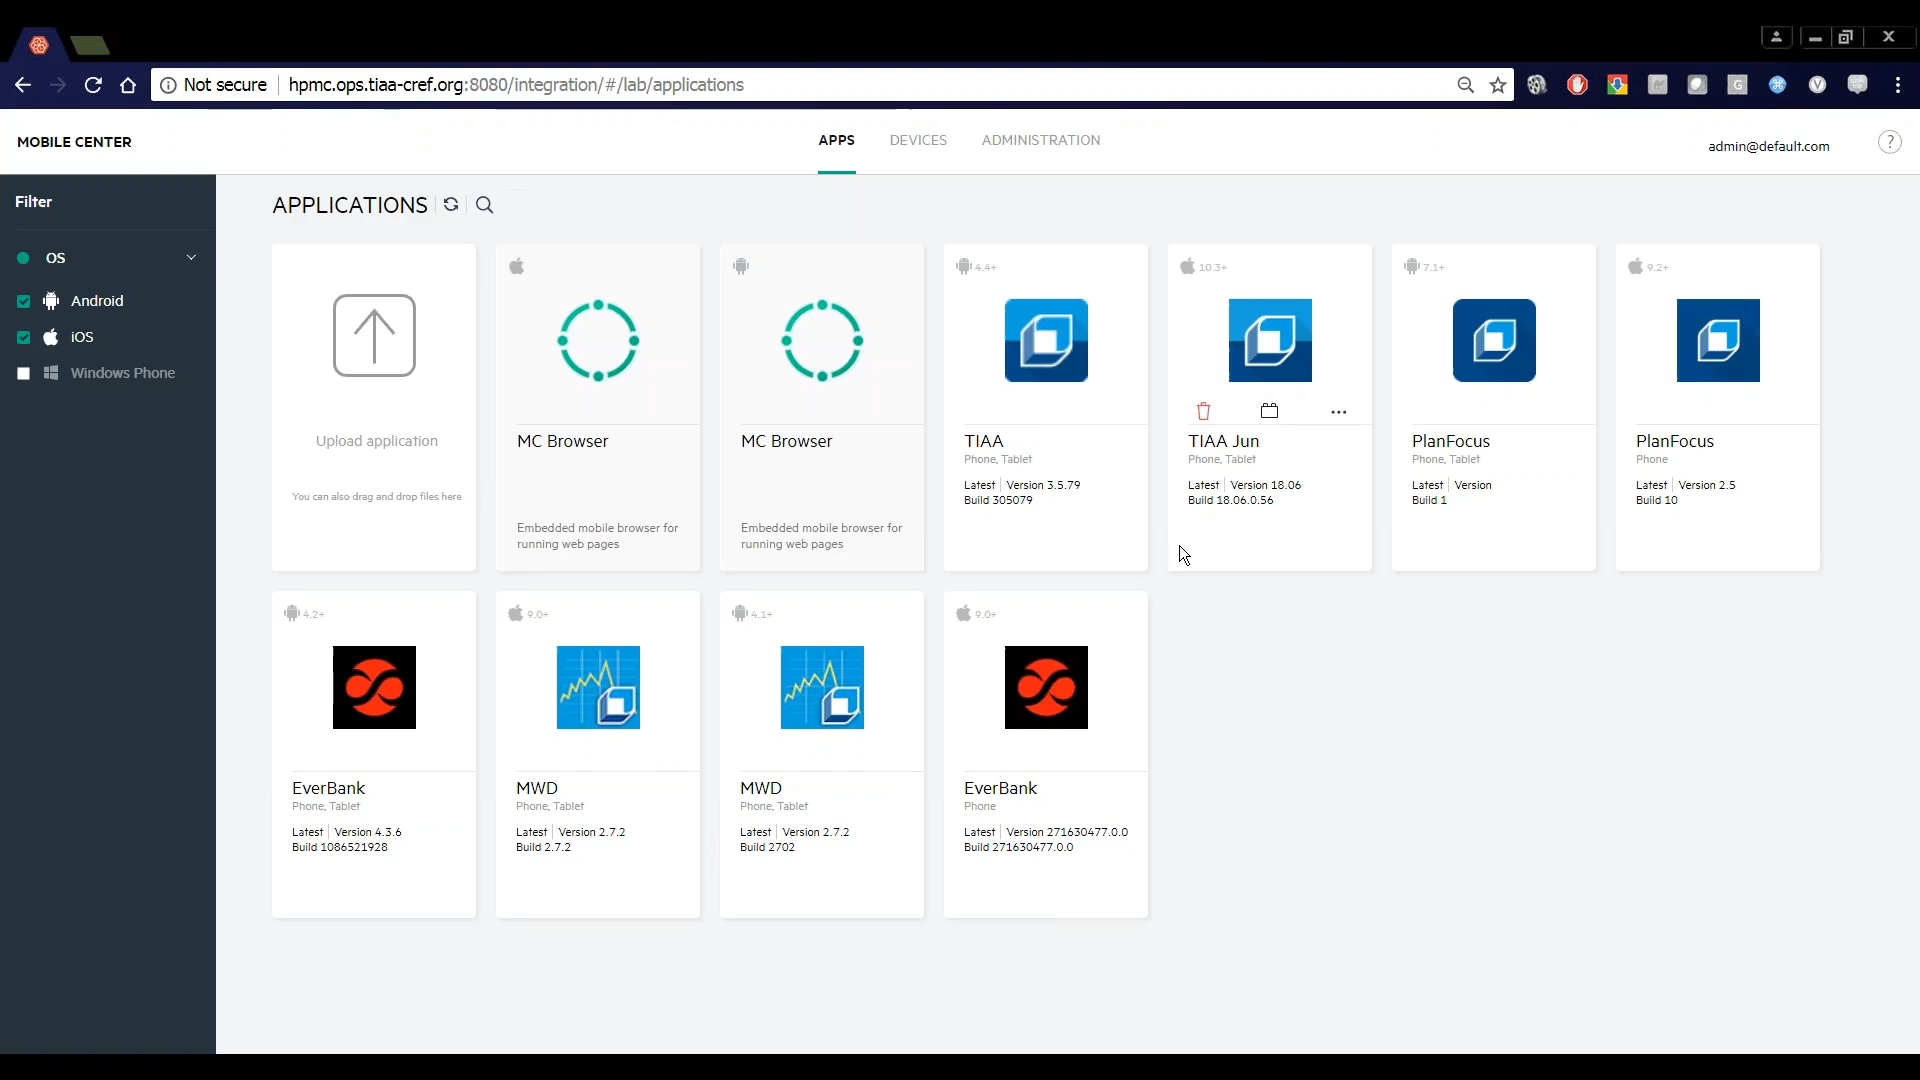 Not secure
hpmc.ops.tiaa-cref.org:8080/integration/#/lab/applications
MOBILE CENTER
APPS
DEVICES
ADMINISTRATION
admin@default.com
?
Filter
OS
Android
iOS
Windows Phone
APPLICATIONS
Upload application
You can also drag and drop files here
MC Browser
Embedded mobile browser for
running web pages
MC Browser
Embedded mobile browser for
running web pages
4.4+
TIAA
Phone, Tablet
Latest | Version 3.5.79
Build 305079
10.3+
TIAA Jun
Phone, Tablet
Latest | Version 18.06
Build 18.06.0.56
7.1+
PlanFocus
Phone, Tablet
Latest | Version
Build 1
9.2+
PlanFocus
Phone
Latest | Version 2.5
Build 10
4.2+
EverBank
Phone, Tablet
Latest | Version 4.3.6
Build 1086521928
9.0+
MWD
Phone, Tablet
Latest | Version 2.7.2
Build 2.7.2
4.1+
MWD
Phone, Tablet
Latest | Version 2.7.2
Build 2702
9.0+
EverBank
Phone
Latest | Version 271630477.0.0
Build 271630477.0.0